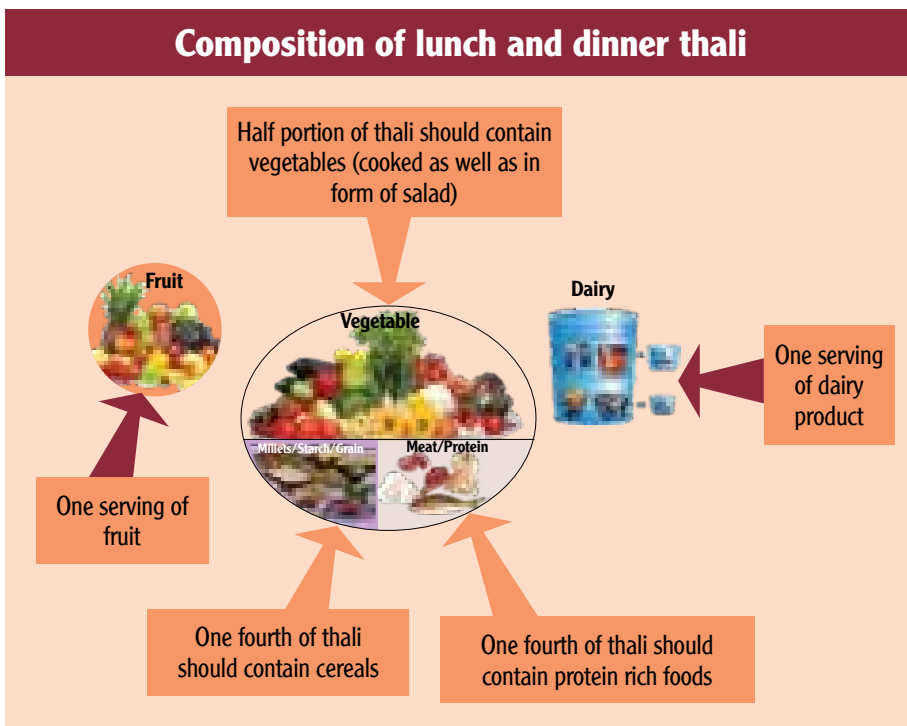 Composition of lunch and dinner thali
Half portion of thali should contain
vegetables (cooked as well as in
form of salad)
Fruit
Dairy
Vegetable
One serving
of dairy
product
Millets/Starch/Grain
Meat/Protein
One serving of
fruit
One fourth of thali
should contain cereals
One fourth of thali should
contain protein rich foods